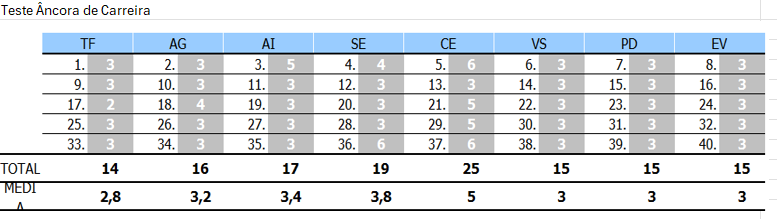 Teste Âncora de Carreira
TF AG AI SE CE VS PD EV
1. 3 2. 3 3. 5 4. 4 5. 6 6. 3 7. 3 8. 3
9. 3 10. 3 11. 3 12. 3 13. 3 14. 3 15. 3 16. 3
17. 2 18. 4 19. 3 20. 3 21. 5 22. 3 23. 3 24. 3
25. 3 26. 3 27. 3 28. 3 29. 5 30. 3 31. 3 32. 3
33. 3 34. 3 35. 3 36. 6 37. 6 38. 3 39. 3 40. 3
TOTAL 14 16 17 19 25 15 15 15
MEDI
A 2,8 3,2 3,4 3,8 5 3 3 3